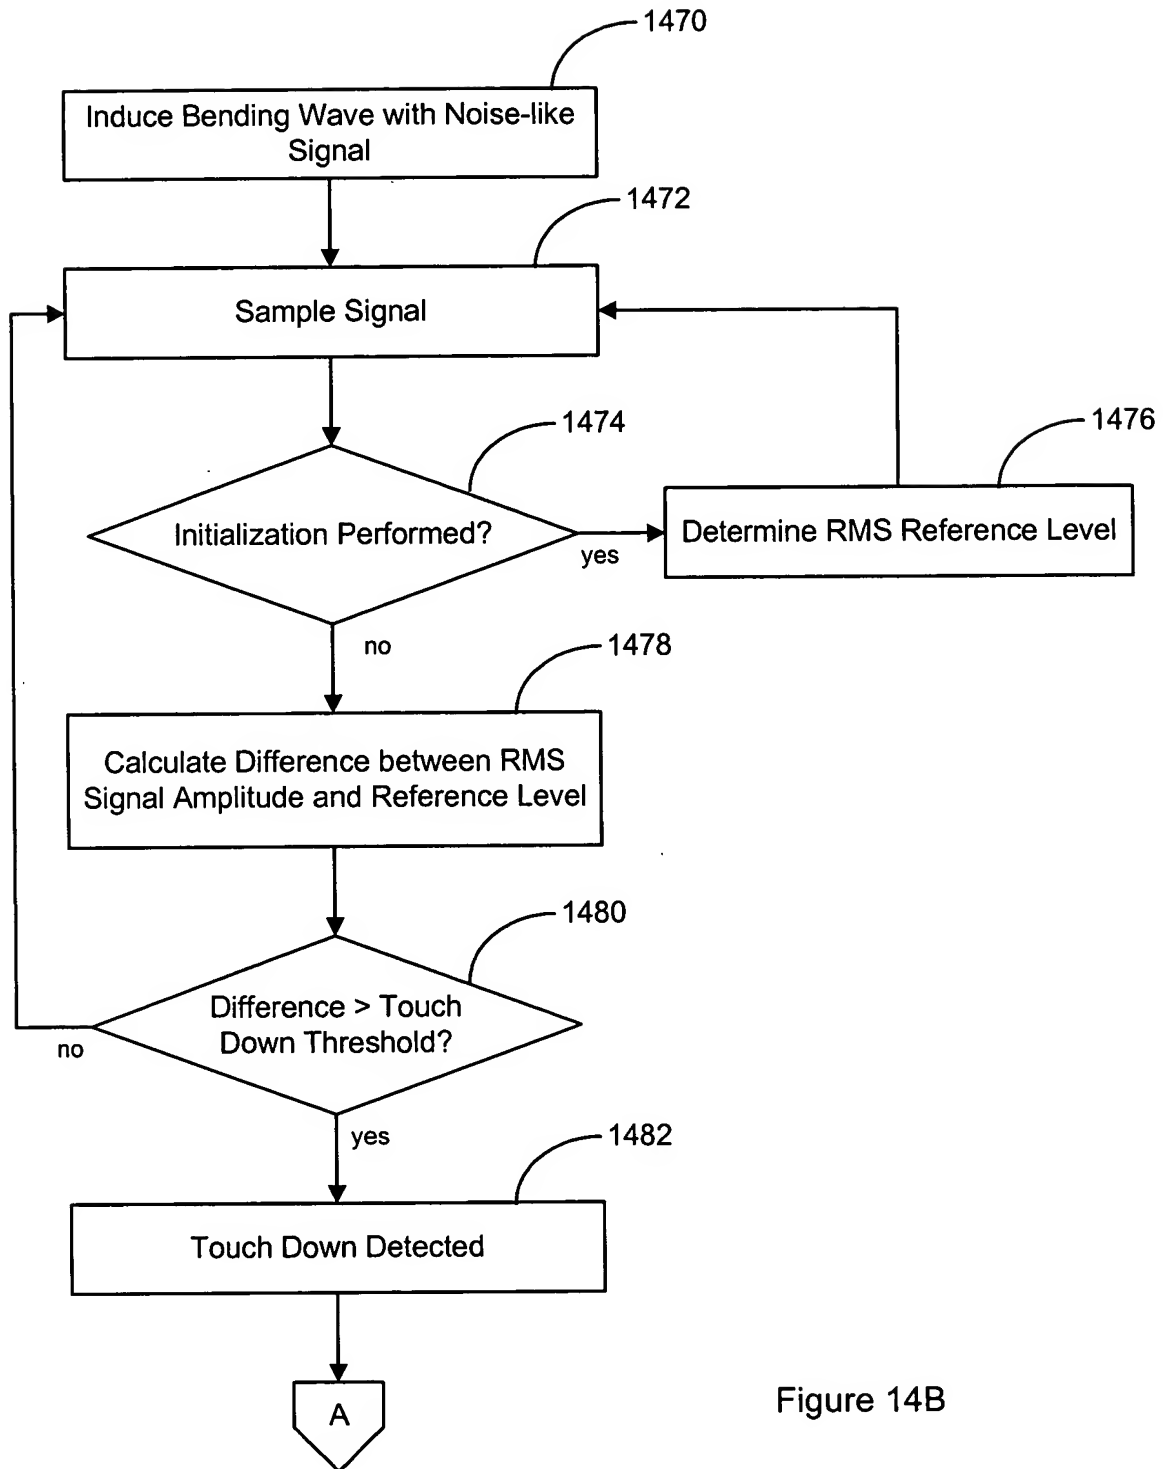 1470
Induce Bending Wave with Noise-like
Signal
1472
Sample Signal
1474
Initialization Performed?
yes
1476
Determine RMS Reference Level
no
1478
Calculate Difference between RMS
Signal Amplitude and Reference Level
1480
Difference > Touch
Down Threshold?
no
yes
1482
Touch Down Detected
A
Figure 14B